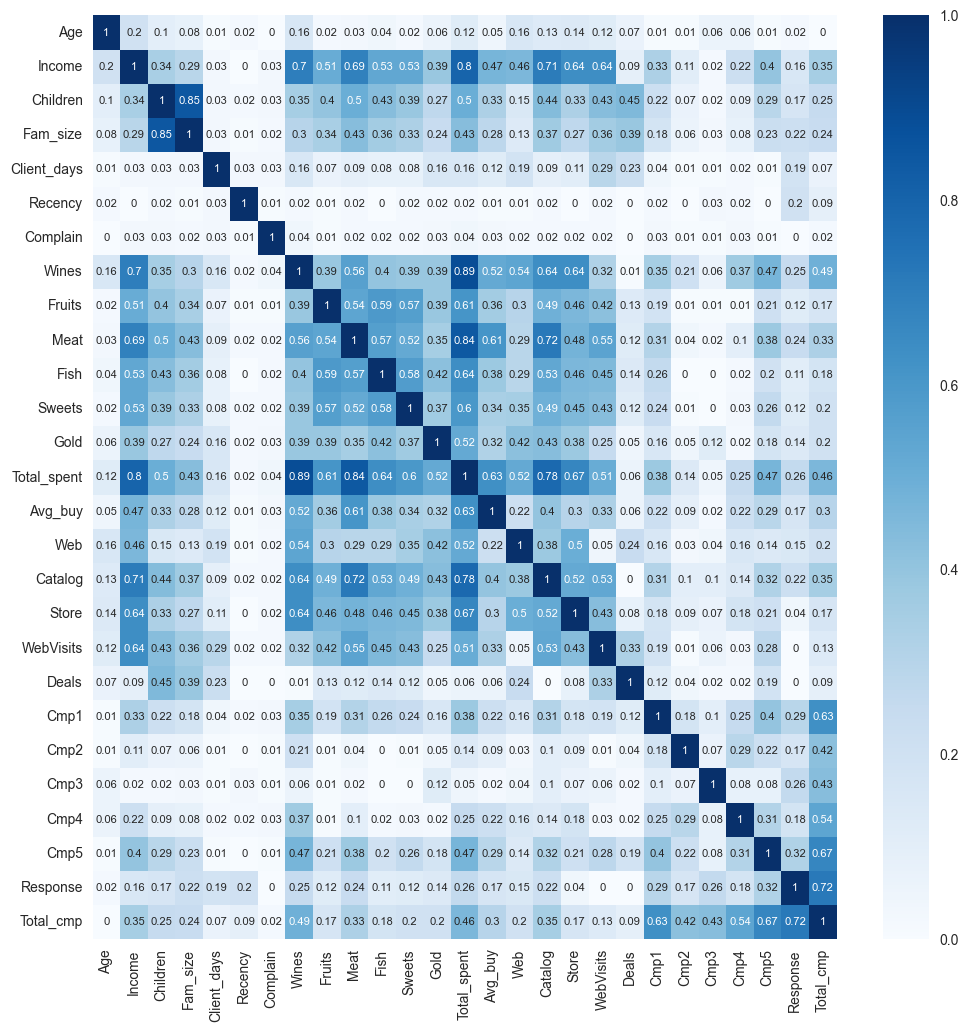 Age 1 0.2 0.1 0.08 0.01 0.02 0 0.16 0.02 0.03 0.04 0.02 0.06 0.12 0.05 0.16 0.13 0.14 0.12 0.07 0.01 0.01 0.06 0.06 0.01 0.02 0 1.0
Income 0.2 1 0.34 0.29 0.03 0 0.03 0.7 0.51 0.69 0.53 0.53 0.39 0.8 0.47 0.46 0.71 0.64 0.64 0.09 0.33 0.11 0.02 0.22 0.4 0.16 0.35
Children 0.1 0.34 1 0.85 0.03 0.02 0.03 0.35 0.4 0.5 0.43 0.39 0.27 0.5 0.33 0.15 0.44 0.33 0.43 0.45 0.22 0.07 0.02 0.09 0.29 0.17 0.25
Fam_size 0.08 0.29 0.85 1 0.03 0.01 0.02 0.3 0.34 0.43 0.36 0.33 0.24 0.43 0.28 0.13 0.37 0.27 0.36 0.39 0.18 0.06 0.03 0.08 0.23 0.22 0.24
Client_days 0.01 0.03 0.03 0.03 1 0.03 0.03 0.16 0.07 0.09 0.08 0.08 0.16 0.16 0.12 0.19 0.09 0.11 0.29 0.23 0.04 0.01 0.01 0.02 0.01 0.19 0.07
Recency 0.02 0 0.02 0.01 0.03 1 0.01 0.02 0.01 0.02 0 0.02 0.02 0.02 0.01 0.01 0.02 0 0.02 0 0.02 0 0.03 0.02 0 0.2 0.09 0.8
Complain 0 0.03 0.03 0.02 0.03 0.01 1 0.04 0.01 0.02 0.02 0.02 0.03 0.04 0.03 0.02 0.02 0.02 0.02 0 0.03 0.01 0.01 0.03 0.01 0 0.02
Wines 0.16 0.7 0.35 0.3 0.16 0.02 0.04 1 0.39 0.56 0.4 0.39 0.39 0.89 0.52 0.54 0.64 0.64 0.32 0.01 0.35 0.21 0.06 0.37 0.47 0.25 0.49
Fruits 0.02 0.51 0.4 0.34 0.07 0.01 0.01 0.39 1 0.54 0.59 0.57 0.39 0.61 0.36 0.3 0.49 0.46 0.42 0.13 0.19 0.01 0.01 0.01 0.21 0.12 0.17
Meat 0.03 0.69 0.5 0.43 0.09 0.02 0.02 0.56 0.54 1 0.57 0.52 0.35 0.84 0.61 0.29 0.72 0.48 0.55 0.12 0.31 0.04 0.02 0.1 0.38 0.24 0.33
Fish 0.04 0.53 0.43 0.36 0.08 0 0.02 0.4 0.59 0.57 1 0.58 0.42 0.64 0.38 0.29 0.53 0.46 0.45 0.14 0.26 0 0 0.02 0.2 0.11 0.18 0.6
Sweets 0.02 0.53 0.39 0.33 0.08 0.02 0.02 0.39 0.57 0.52 0.58 1 0.37 0.6 0.34 0.35 0.49 0.45 0.43 0.12 0.24 0.01 0 0.03 0.26 0.12 0.2
Gold 0.06 0.39 0.27 0.24 0.16 0.02 0.03 0.39 0.39 0.35 0.42 0.37 1 0.52 0.32 0.42 0.43 0.38 0.25 0.05 0.16 0.05 0.12 0.02 0.18 0.14 0.2
Total_spent 0.12 0.8 0.5 0.43 0.16 0.02 0.04 0.89 0.61 0.84 0.64 0.6 0.52 1 0.63 0.52 0.78 0.67 0.51 0.06 0.38 0.14 0.05 0.25 0.47 0.26 0.46
Avg_buy 0.05 0.47 0.33 0.28 0.12 0.01 0.03 0.52 0.36 0.61 0.38 0.34 0.32 0.63 1 0.22 0.4 0.3 0.33 0.06 0.22 0.09 0.02 0.22 0.29 0.17 0.3
Web 0.16 0.46 0.15 0.13 0.19 0.01 0.02 0.54 0.3 0.29 0.29 0.35 0.42 0.52 0.22 1 0.38 0.5 0.05 0.24 0.16 0.03 0.04 0.16 0.14 0.15 0.2 0.4
Catalog 0.13 0.71 0.44 0.37 0.09 0.02 0.02 0.64 0.49 0.72 0.53 0.49 0.43 0.78 0.4 0.38 1 0.52 0.53 0 0.31 0.1 0.1 0.14 0.32 0.22 0.35
Store 0.14 0.64 0.33 0.27 0.11 0 0.02 0.64 0.46 0.48 0.46 0.45 0.38 0.67 0.3 0.5 0.52 1 0.43 0.08 0.18 0.09 0.07 0.18 0.21 0.04 0.17
WebVisits 0.12 0.64 0.43 0.36 0.29 0.02 0.02 0.32 0.42 0.55 0.45 0.43 0.25 0.51 0.33 0.05 0.53 0.43 1 0.33 0.19 0.01 0.06 0.03 0.28 0 0.13
Deals 0.07 0.09 0.45 0.39 0.23 0 0 0.01 0.13 0.12 0.14 0.12 0.05 0.06 0.06 0.24 0 0.08 0.33 1 0.12 0.04 0.02 0.02 0.19 0 0.09
Cmp1 0.01 0.33 0.22 0.18 0.04 0.02 0.03 0.35 0.19 0.31 0.26 0.24 0.16 0.38 0.22 0.16 0.31 0.18 0.19 0.12 1 0.18 0.1 0.25 0.4 0.29 0.63 0.2
Cmp2 0.01 0.11 0.07 0.06 0.01 0 0.01 0.21 0.01 0.04 0 0.01 0.05 0.14 0.09 0.03 0.1 0.09 0.01 0.04 0.18 1 0.07 0.29 0.22 0.17 0.42
Cmp3 0.06 0.02 0.02 0.03 0.01 0.03 0.01 0.06 0.01 0.02 0 0 0.12 0.05 0.02 0.04 0.1 0.07 0.06 0.02 0.1 0.07 1 0.08 0.08 0.26 0.43
Cmp4 0.06 0.22 0.09 0.08 0.02 0.02 0.03 0.37 0.01 0.1 0.02 0.03 0.02 0.25 0.22 0.16 0.14 0.18 0.03 0.02 0.25 0.29 0.08 1 0.31 0.18 0.54
Cmp5 0.01 0.4 0.29 0.23 0.01 0 0.01 0.47 0.21 0.38 0.2 0.26 0.18 0.47 0.29 0.14 0.32 0.21 0.28 0.19 0.4 0.22 0.08 0.31 1 0.32 0.67
Response 0.02 0.16 0.17 0.22 0.19 0.2 0 0.25 0.12 0.24 0.11 0.12 0.14 0.26 0.17 0.15 0.22 0.04 0 0 0.29 0.17 0.26 0.18 0.32 1 0.72
Total_cmp 0 0.35 0.25 0.24 0.07 0.09 0.02 0.49 0.17 0.33 0.18 0.2 0.2 0.46 0.3 0.2 0.35 0.17 0.13 0.09 0.63 0.42 0.43 0.54 0.67 0.72 1 0.0
Age Income Children Fam_size Client_days Recency Complain Wines Fruits Meat Fish Sweets Gold Total_spent Avg_buy Web Catalog Store WebVisits Deals Cmp1 Cmp2 Cmp3 Cmp4 Cmp5 Response Total_cmp